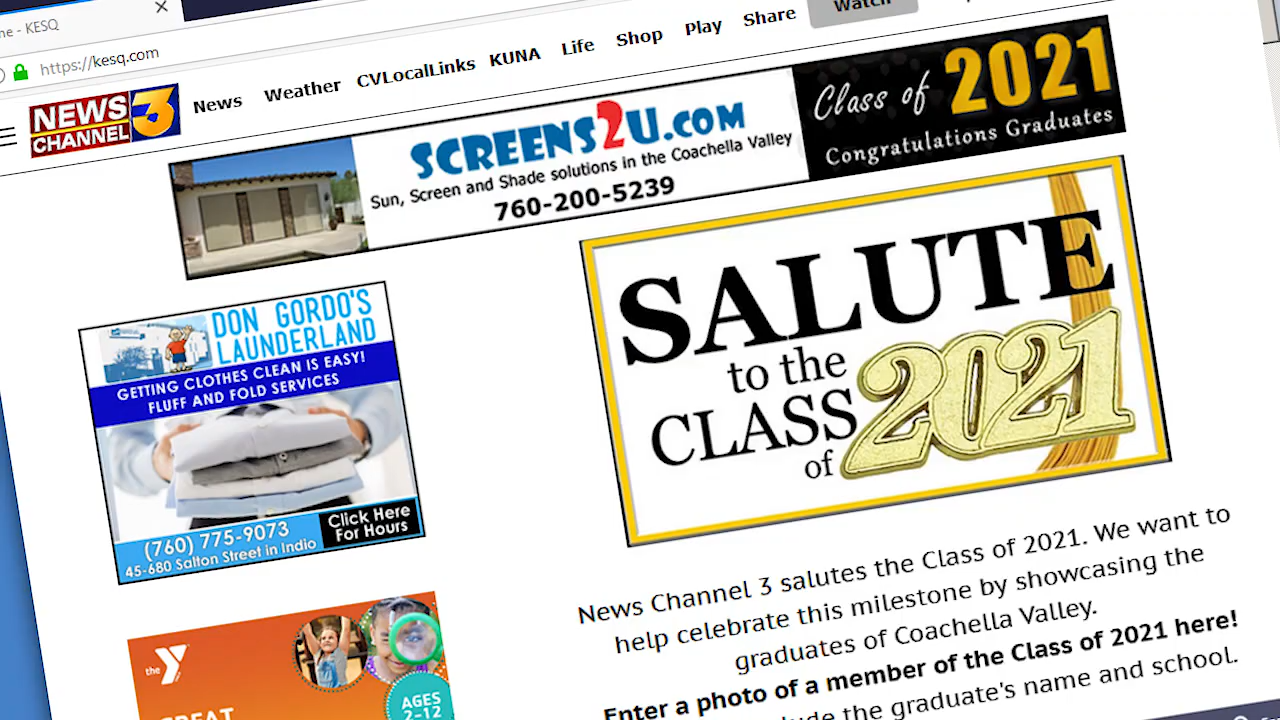 KESQ
https://kesq.com
NEWS
CHANNEL 3
News Weather CVLocalLinks KUNA Life Shop Play Share Watch
SCREENS2U.COM
Sun, Screen and Shade solutions in the Coachella Valley
760-200-5239
Class of 2021
Congratulations Graduates
SALUTE
to the
CLASS
of 2021
DON GORDO'S
LAUNDERLAND
GETTING CLOTHES CLEAN IS EASY!
FLUFF AND FOLD SERVICES
(760) 775-9073
45-680 Salton Street in Indio
Click Here
For Hours
the Y
AGES
2-12
GREAT
News Channel 3 salutes the Class of 2021. We want to
help celebrate this milestone by showcasing the
graduates of Coachella Valley.
Enter a photo of a member of the Class of 2021 here!
the graduate's name and school.